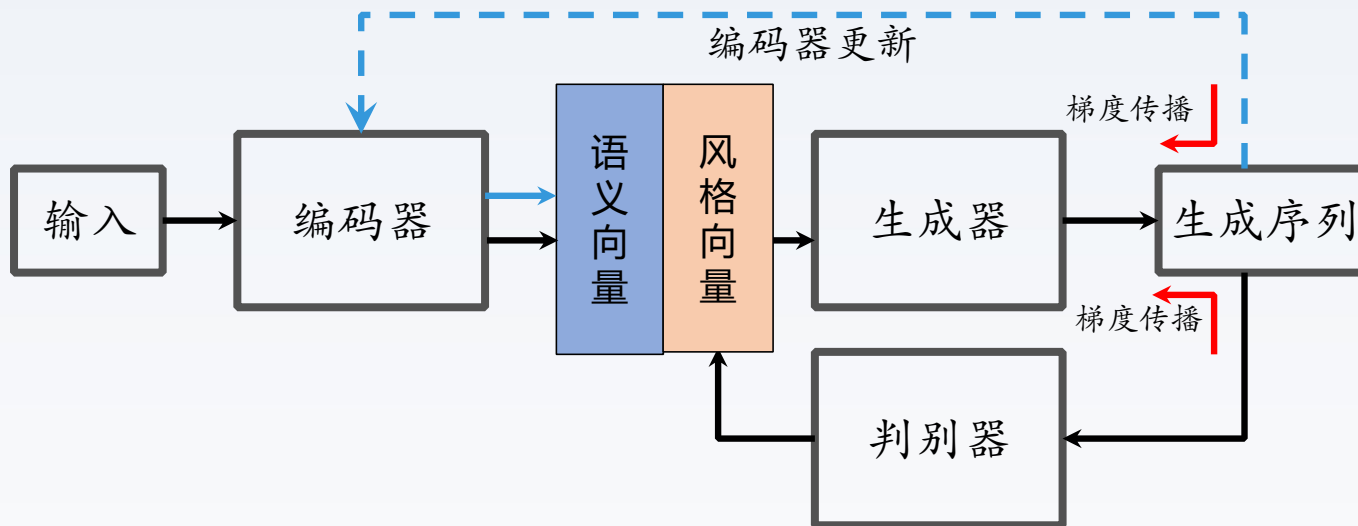 编码器更新
梯度传播
输入
编码器
语义向量
风格向量
生成器
生成序列
梯度传播
判别器